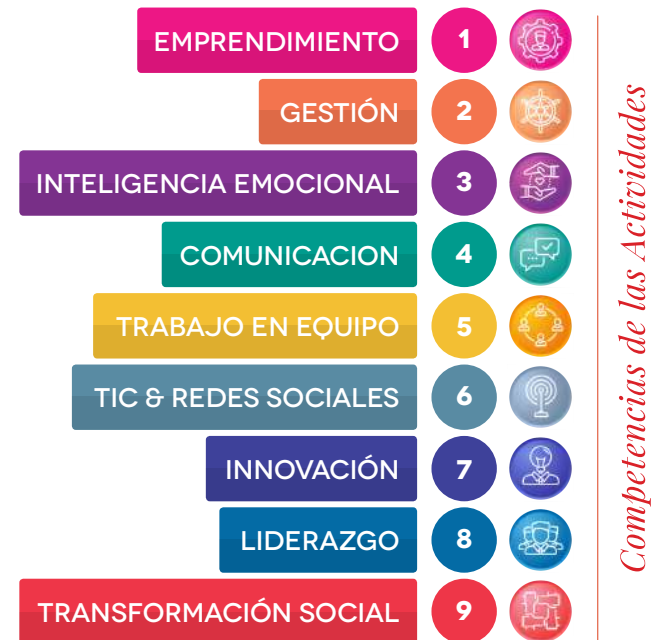 EMPRENDIMIENTO 1
GESTIÓN 2
INTELIGENCIA EMOCIONAL 3
COMUNICACION 4
TRABAJO EN EQUIPO 5
TIC & REDES SOCIALES 6
INNOVACIÓN 7
LIDERAZGO 8
TRANSFORMACIÓN SOCIAL 9
Competencias de las Actividades